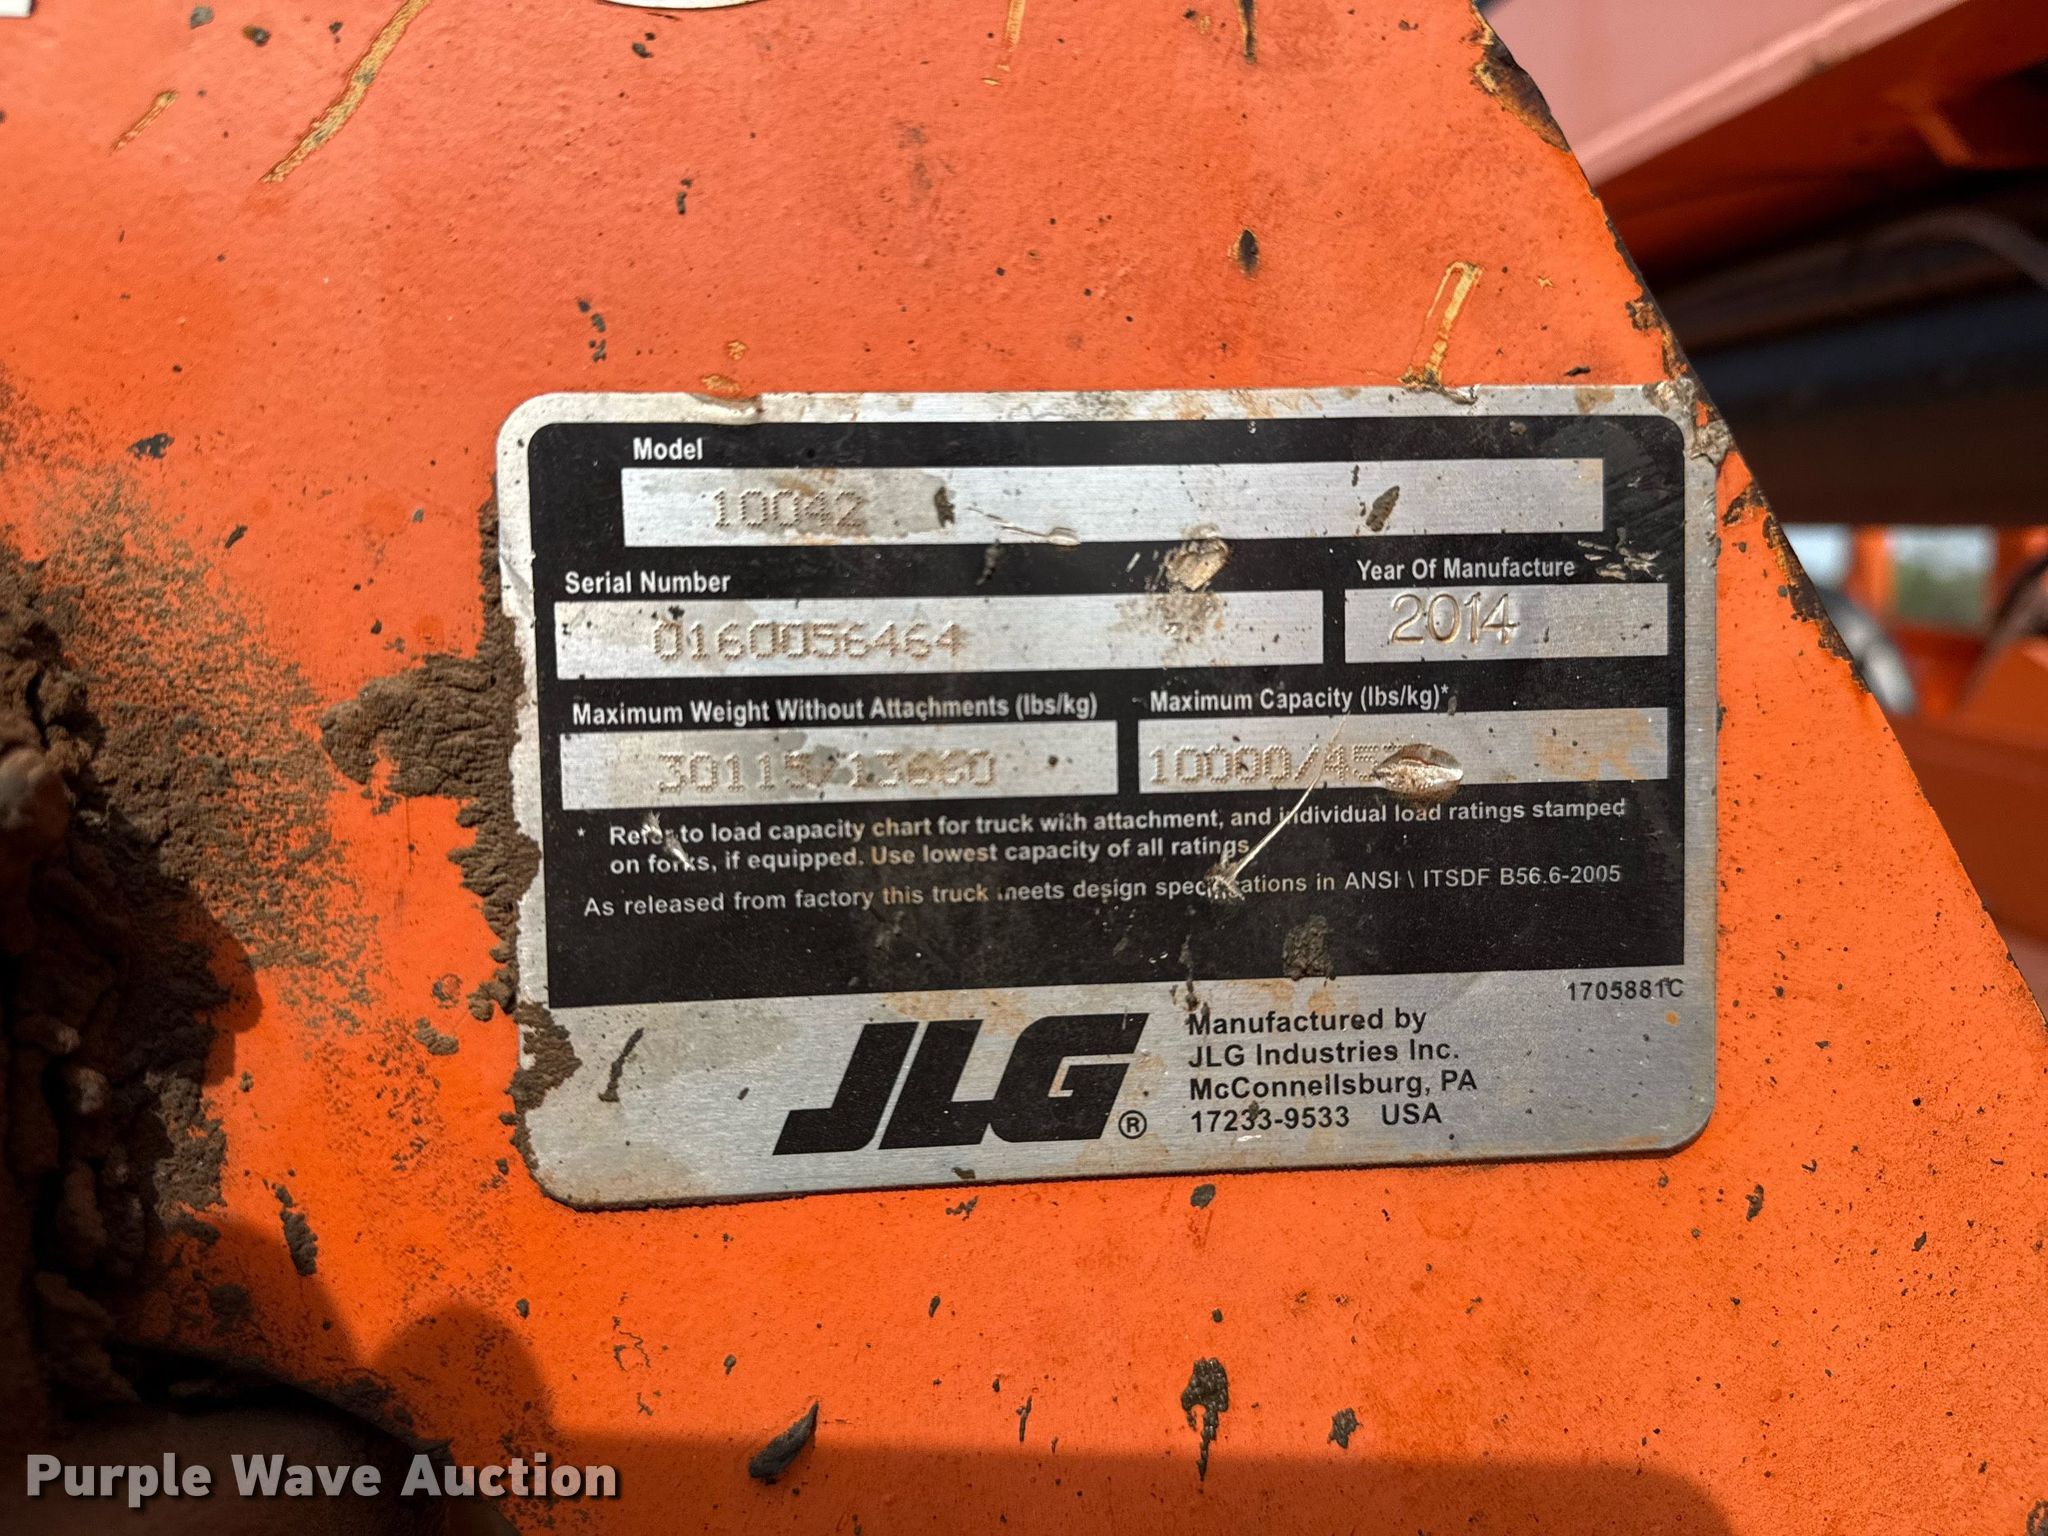 Model
10042
Serial Number
Year Of Manufacture
0160056464
2014
Maximum Weight Without Attachments (lbs/kg)
Maximum Capacity (lbs/kg)*
30115/13660
10000/45
* Refer to load capacity chart for truck with attachment, and individual load ratings stamped
on forks, if equipped. Use lowest capacity of all ratings.
As released from factory this truck meets design specifications in ANSI \ ITSDF B56.6-2005
1705881C
JLG®
Manufactured by
JLG Industries Inc.
McConnellsburg, PA
17233-9533 USA
Purple Wave Auction